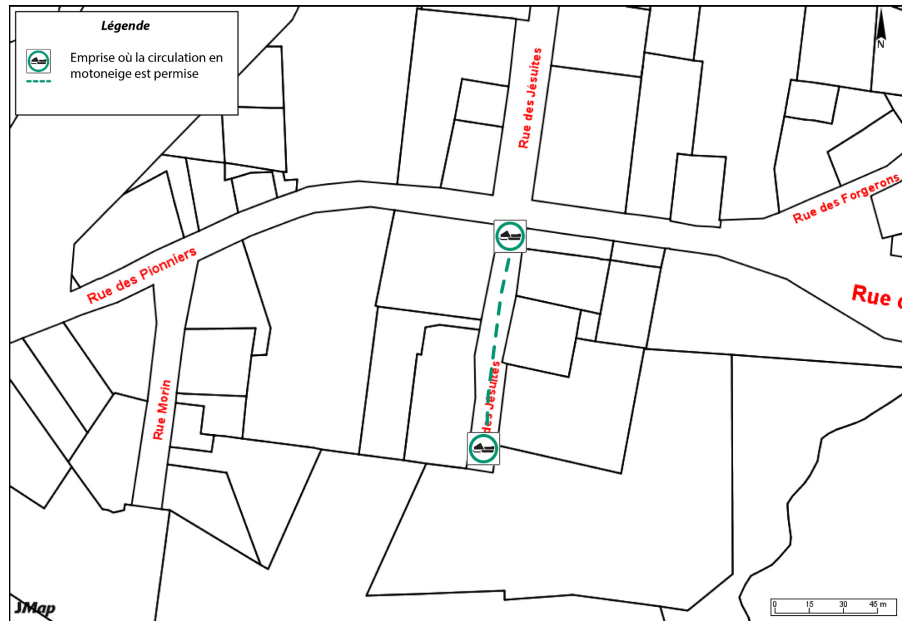 Légende
Emprise où la circulation en
motoneige est permise
N
Rue des Jésuites
Rue des Forgerons
Rue des Pionniers
Rue
des Jésuites
Rue Morin
JMap
0 15 30 45 m